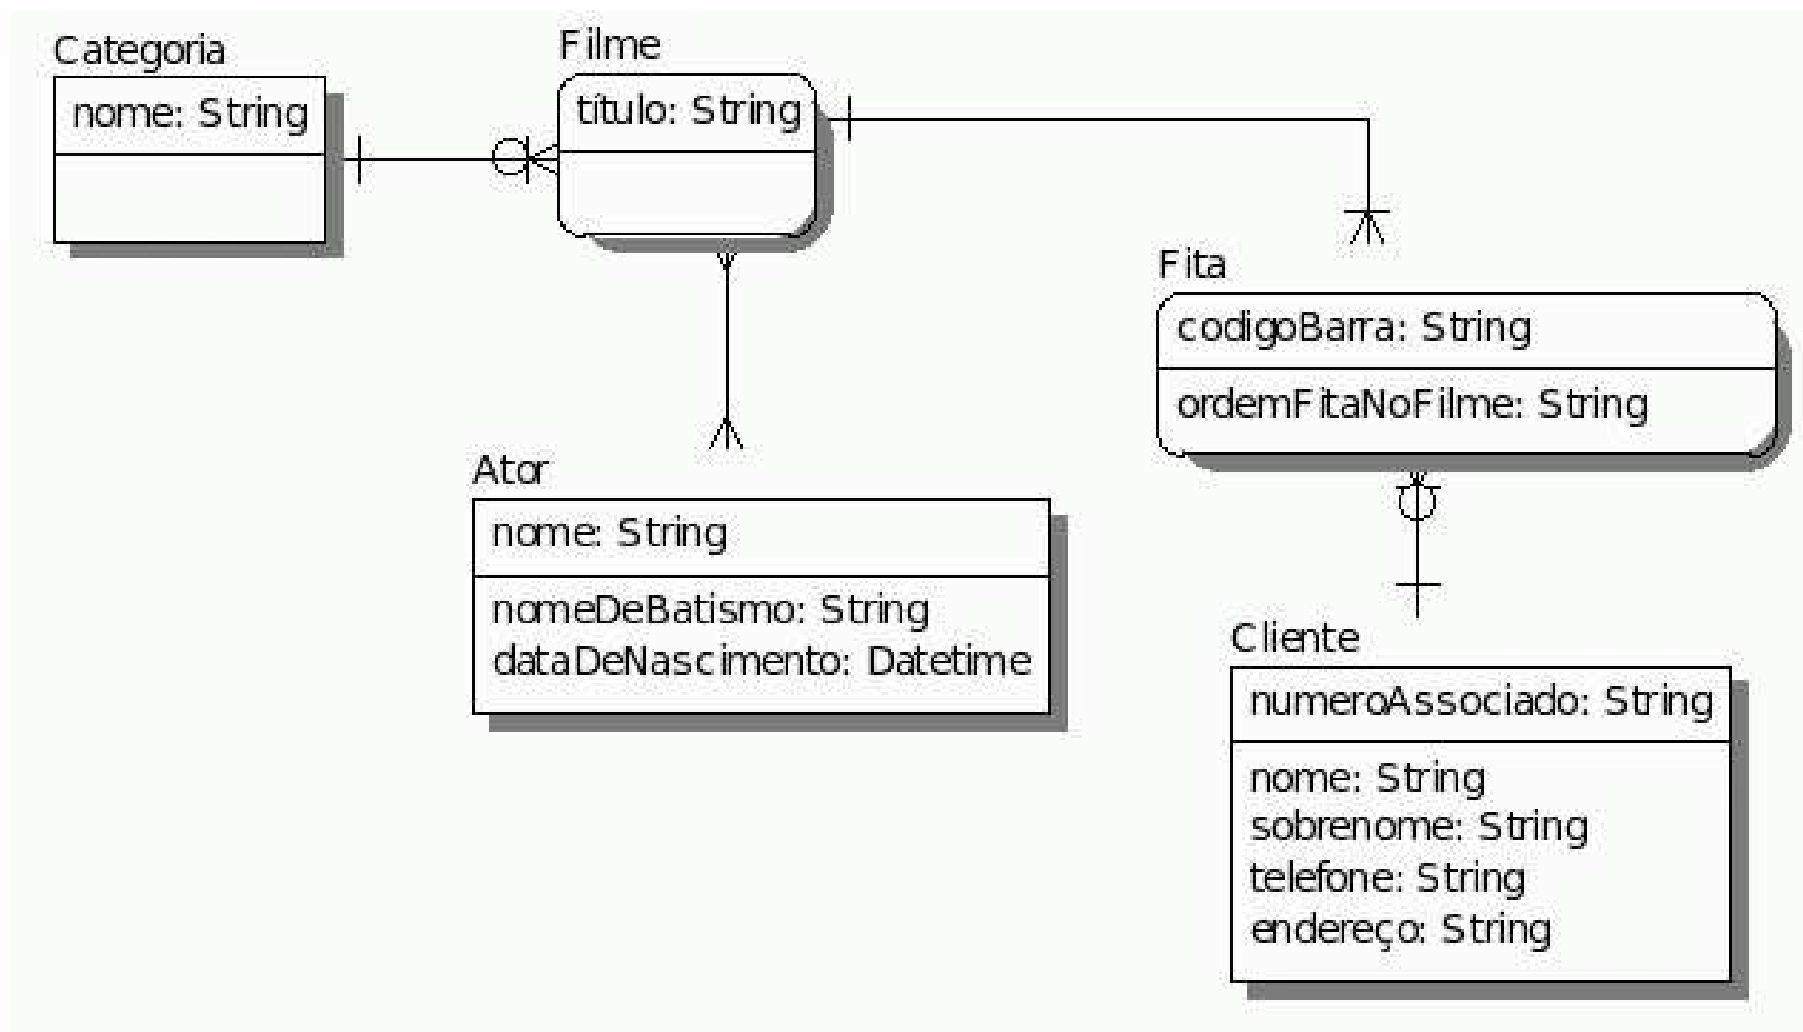 Categoria
nome: String
Filme
título: String
Fita
codigoBarra: String
ordemFitaNoFilme: String
Ator
nome: String
nomeDeBatismo: String
dataDeNascimento: Datetime
Cliente
numeroAssociado: String
nome: String
sobrenome: String
telefone: String
endereço: String